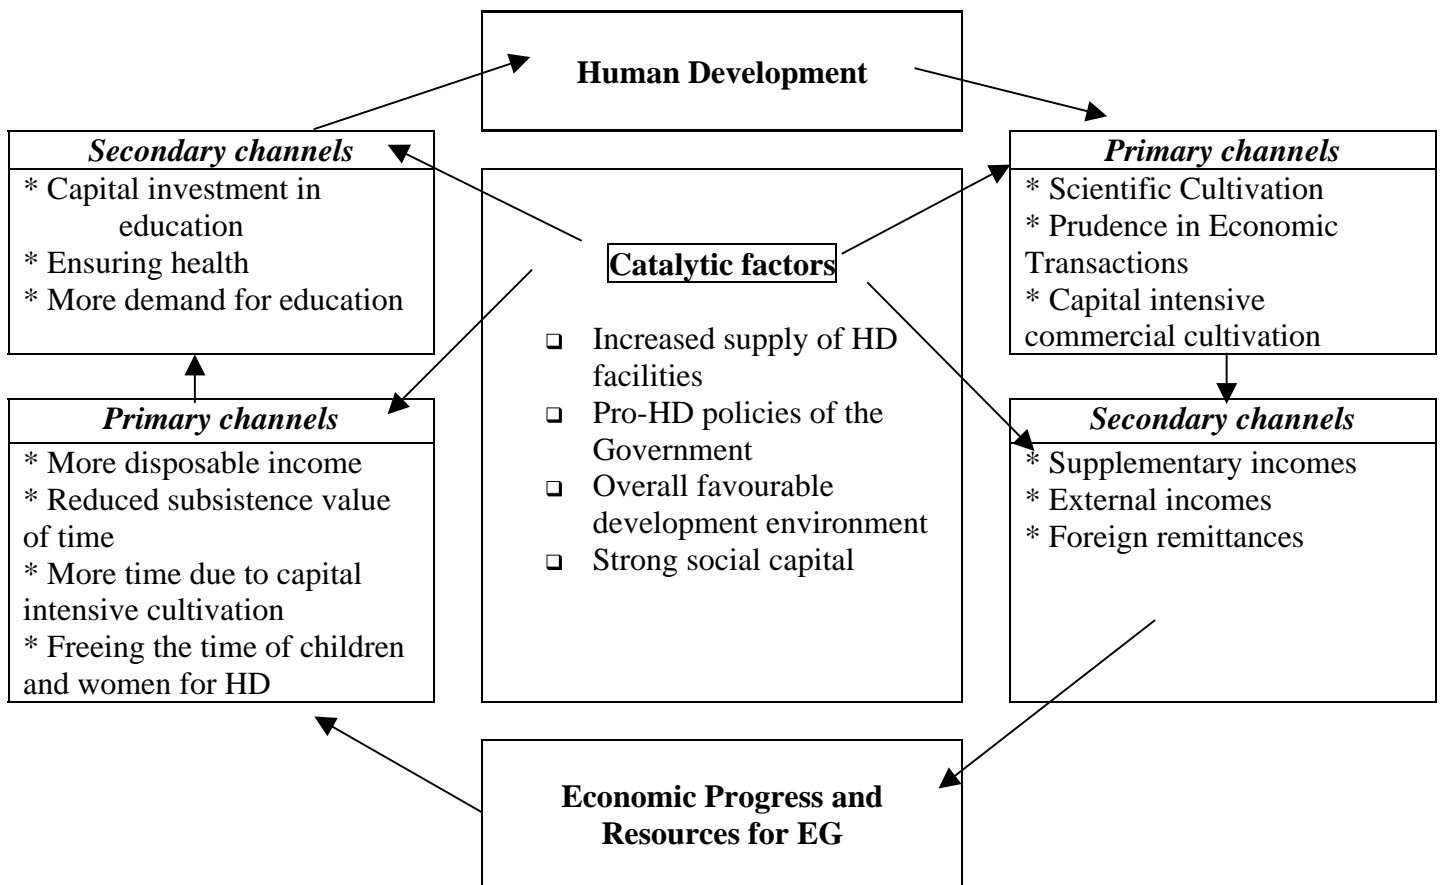 Human Development
Secondary channels
* Capital investment in
education
* Ensuring health
* More demand for education
Primary channels
* More disposable income
* Reduced subsistence value
of time
* More time due to capital
intensive cultivation
* Freeing the time of children
and women for HD
Catalytic factors
❑ Increased supply of HD
facilities
❑ Pro-HD policies of the
Government
❑ Overall favourable
development environment
❑ Strong social capital
Primary channels
* Scientific Cultivation
* Prudence in Economic
Transactions
* Capital intensive
commercial cultivation
Secondary channels
* Supplementary incomes
* External incomes
* Foreign remittances
Economic Progress and
Resources for EG